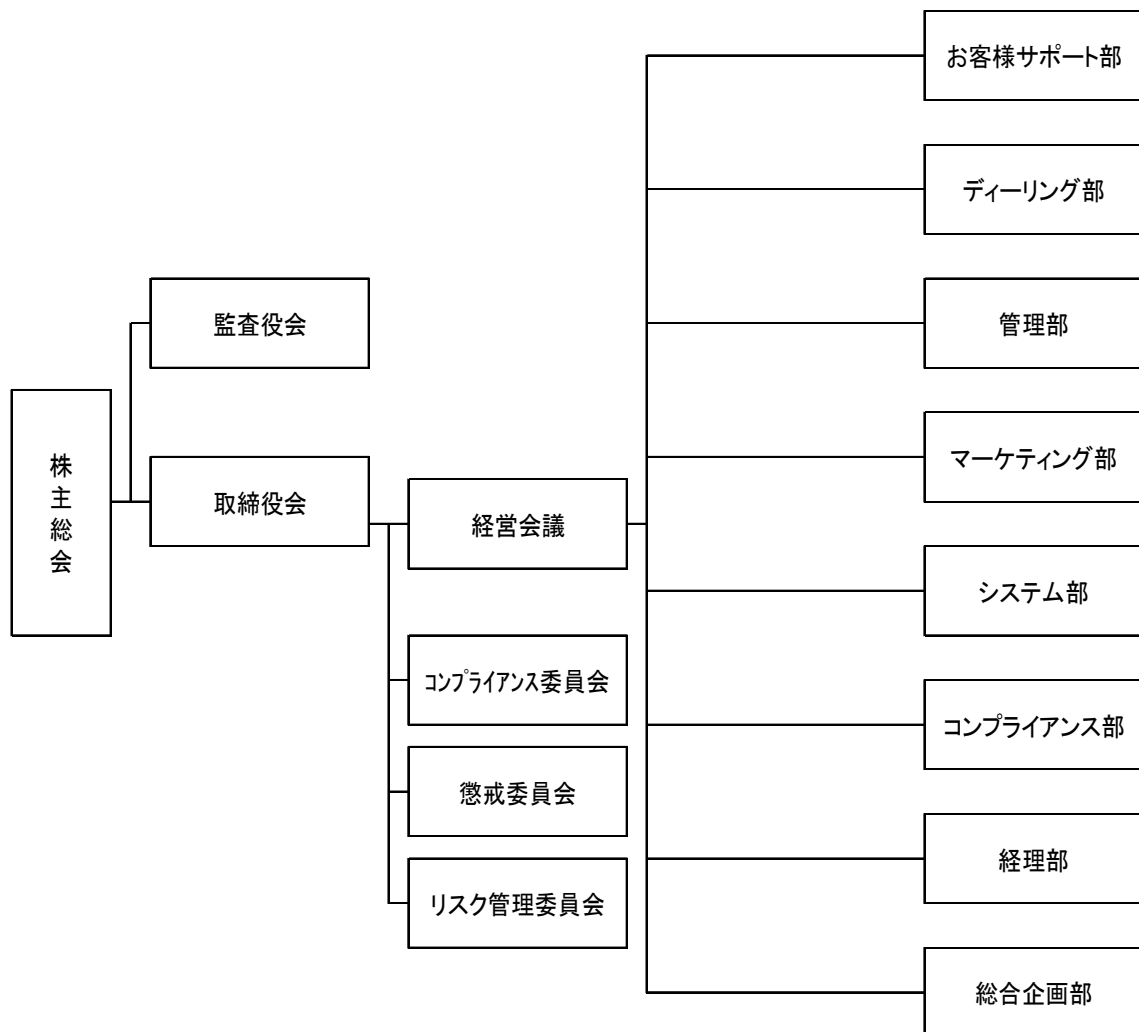 株主総会
監査役会
取締役会
経営会議
コンプライアンス委員会
懲戒委員会
リスク管理委員会
お客様サポート部
ディーリング部
管理部
マーケティング部
システム部
コンプライアンス部
経理部
総合企画部